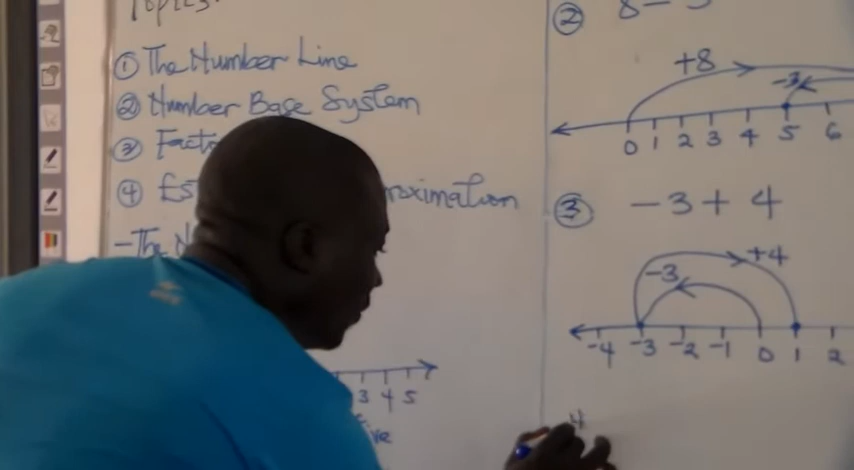 Topics:
① The Number Line
② Number Base System
③ Facto
④ Es roximation
- The N
3 4 5
ive
② 8 - 3
+8
-3
0 1 2 3 4 5 6
③ -3 + 4
+4
-3
-4 -3 -2 -1 0 1 2
4